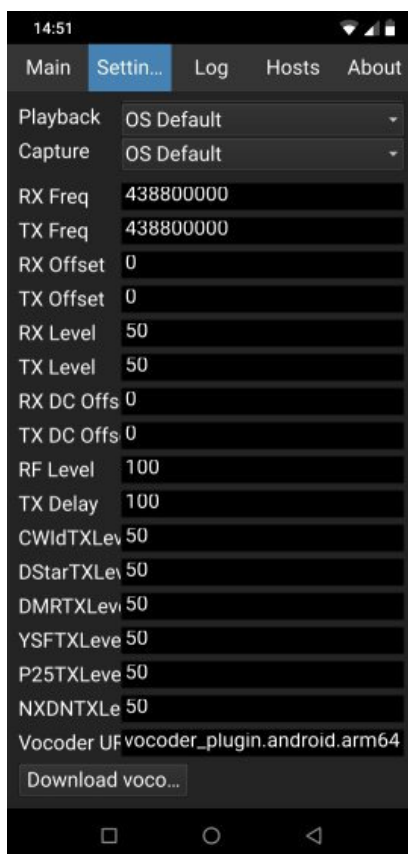 14:51
Main Settin... Log Hosts About
Playback OS Default
Capture OS Default
RX Freq 438800000
TX Freq 438800000
RX Offset 0
TX Offset 0
RX Level 50
TX Level 50
RX DC Offs 0
TX DC Offs 0
RF Level 100
TX Delay 100
CWIdTXLev 50
DStarTXLev 50
DMRTXLeve 50
YSFTXLeve 50
P25TXLeve 50
NXDNTXLe 50
Vocoder UR vocoder_plugin.android.arm64
Download voco...